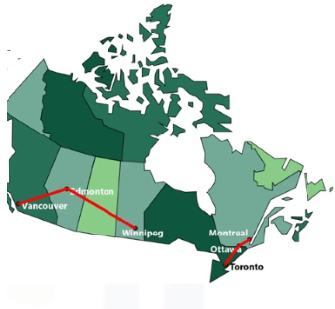 Edmonton
Vancouver
Winnipeg
Montreal
Ottawa
Toronto